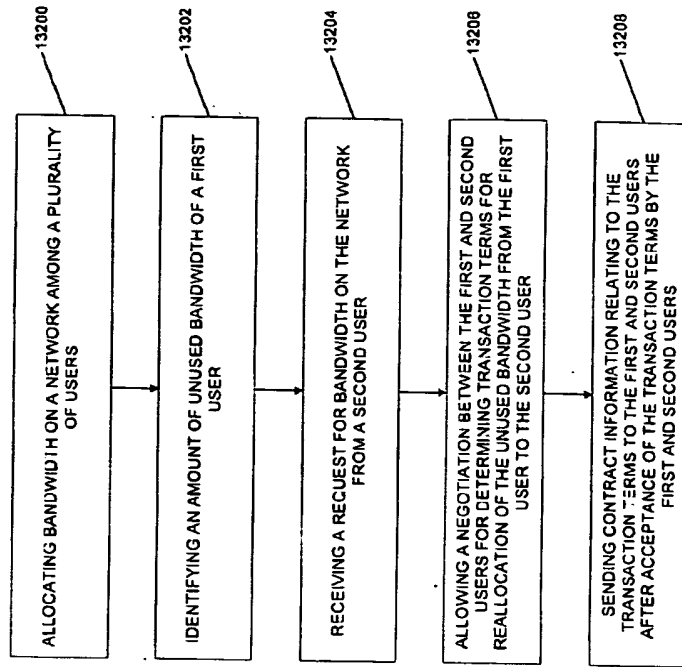 13200
ALLOCATING BANDWIDTH ON A NETWORK AMONG A PLURALITY
OF USERS
13202
IDENTIFYING AN AMOUNT OF UNUSED BANDWIDTH OF A FIRST
USER
13204
RECEIVING A REQUEST FOR BANDWIDTH ON THE NETWORK
FROM A SECOND USER
13206
ALLOWING A NEGOTIATION BETWEEN THE FIRST AND SECOND
USERS FOR DETERMINING TRANSACTION TERMS FOR
REALLOCATION OF THE UNUSED BANDWIDTH FROM THE FIRST
USER TO THE SECOND USER
13208
SENDING CONTRACT INFORMATION RELATING TO THE
TRANSACTION TERMS TO THE FIRST AND SECOND USERS
AFTER ACCEPTANCE OF THE TRANSACTION TERMS BY THE
FIRST AND SECOND USERS